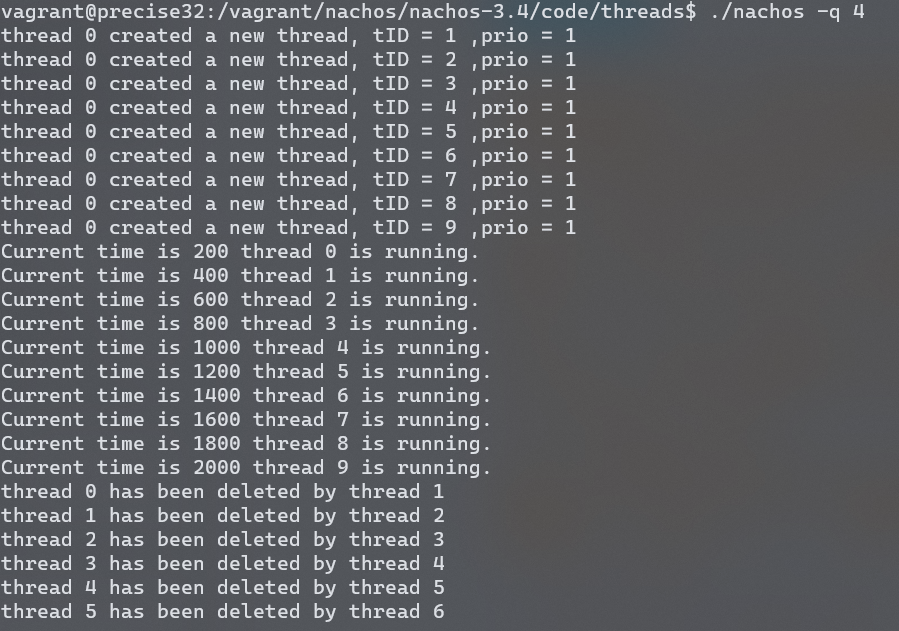 vagrant@precise32:/vagrant/nachos/nachos-3.4/code/threads$ ./nachos -q 4
thread 0 created a new thread, tID = 1 ,prio = 1
thread 0 created a new thread, tID = 2 ,prio = 1
thread 0 created a new thread, tID = 3 ,prio = 1
thread 0 created a new thread, tID = 4 ,prio = 1
thread 0 created a new thread, tID = 5 ,prio = 1
thread 0 created a new thread, tID = 6 ,prio = 1
thread 0 created a new thread, tID = 7 ,prio = 1
thread 0 created a new thread, tID = 8 ,prio = 1
thread 0 created a new thread, tID = 9 ,prio = 1
Current time is 200 thread 0 is running.
Current time is 400 thread 1 is running.
Current time is 600 thread 2 is running.
Current time is 800 thread 3 is running.
Current time is 1000 thread 4 is running.
Current time is 1200 thread 5 is running.
Current time is 1400 thread 6 is running.
Current time is 1600 thread 7 is running.
Current time is 1800 thread 8 is running.
Current time is 2000 thread 9 is running.
thread 0 has been deleted by thread 1
thread 1 has been deleted by thread 2
thread 2 has been deleted by thread 3
thread 3 has been deleted by thread 4
thread 4 has been deleted by thread 5
thread 5 has been deleted by thread 6